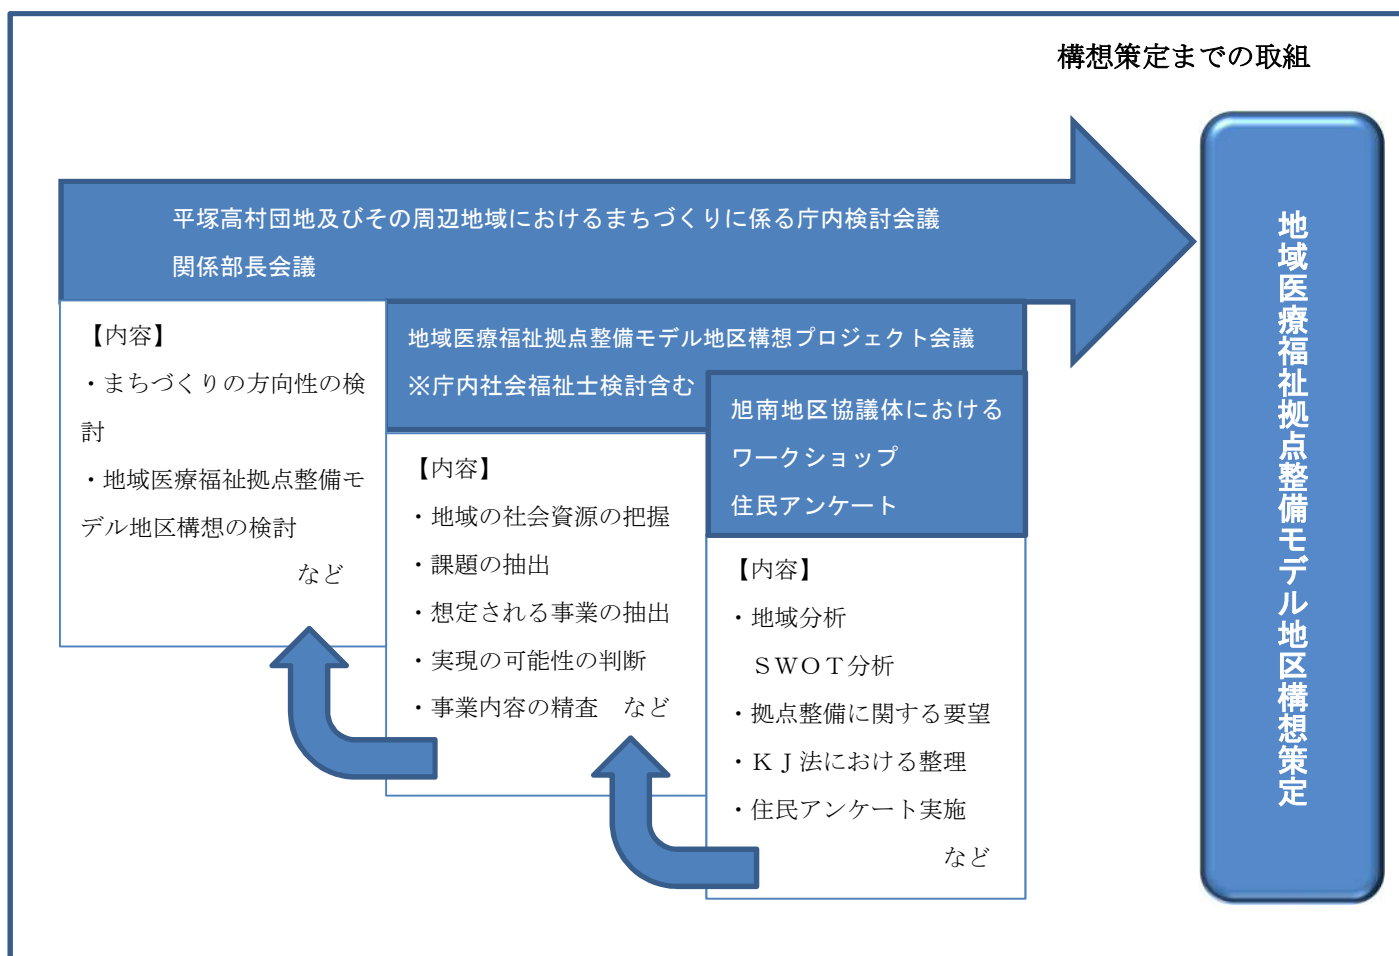 構想策定までの取組
平塚高村団地及びその周辺地域におけるまちづくりに係る庁内検討会議
関係部長会議
【内容】
・まちづくりの方向性の検
討
・地域医療福祉拠点整備モ
デル地区構想の検討
など
地域医療福祉拠点整備モデル地区構想プロジェクト会議
※庁内社会福祉士検討含む
【内容】
・地域の社会資源の把握
・課題の抽出
・想定される事業の抽出
・実現の可能性の判断
・事業内容の精査　など
旭南地区協議体における
ワークショップ
住民アンケート
【内容】
・地域分析
ＳＷＯＴ分析
・拠点整備に関する要望
・ＫＪ法における整理
・住民アンケート実施
など
地域医療福祉拠点整備モデル地区構想策定